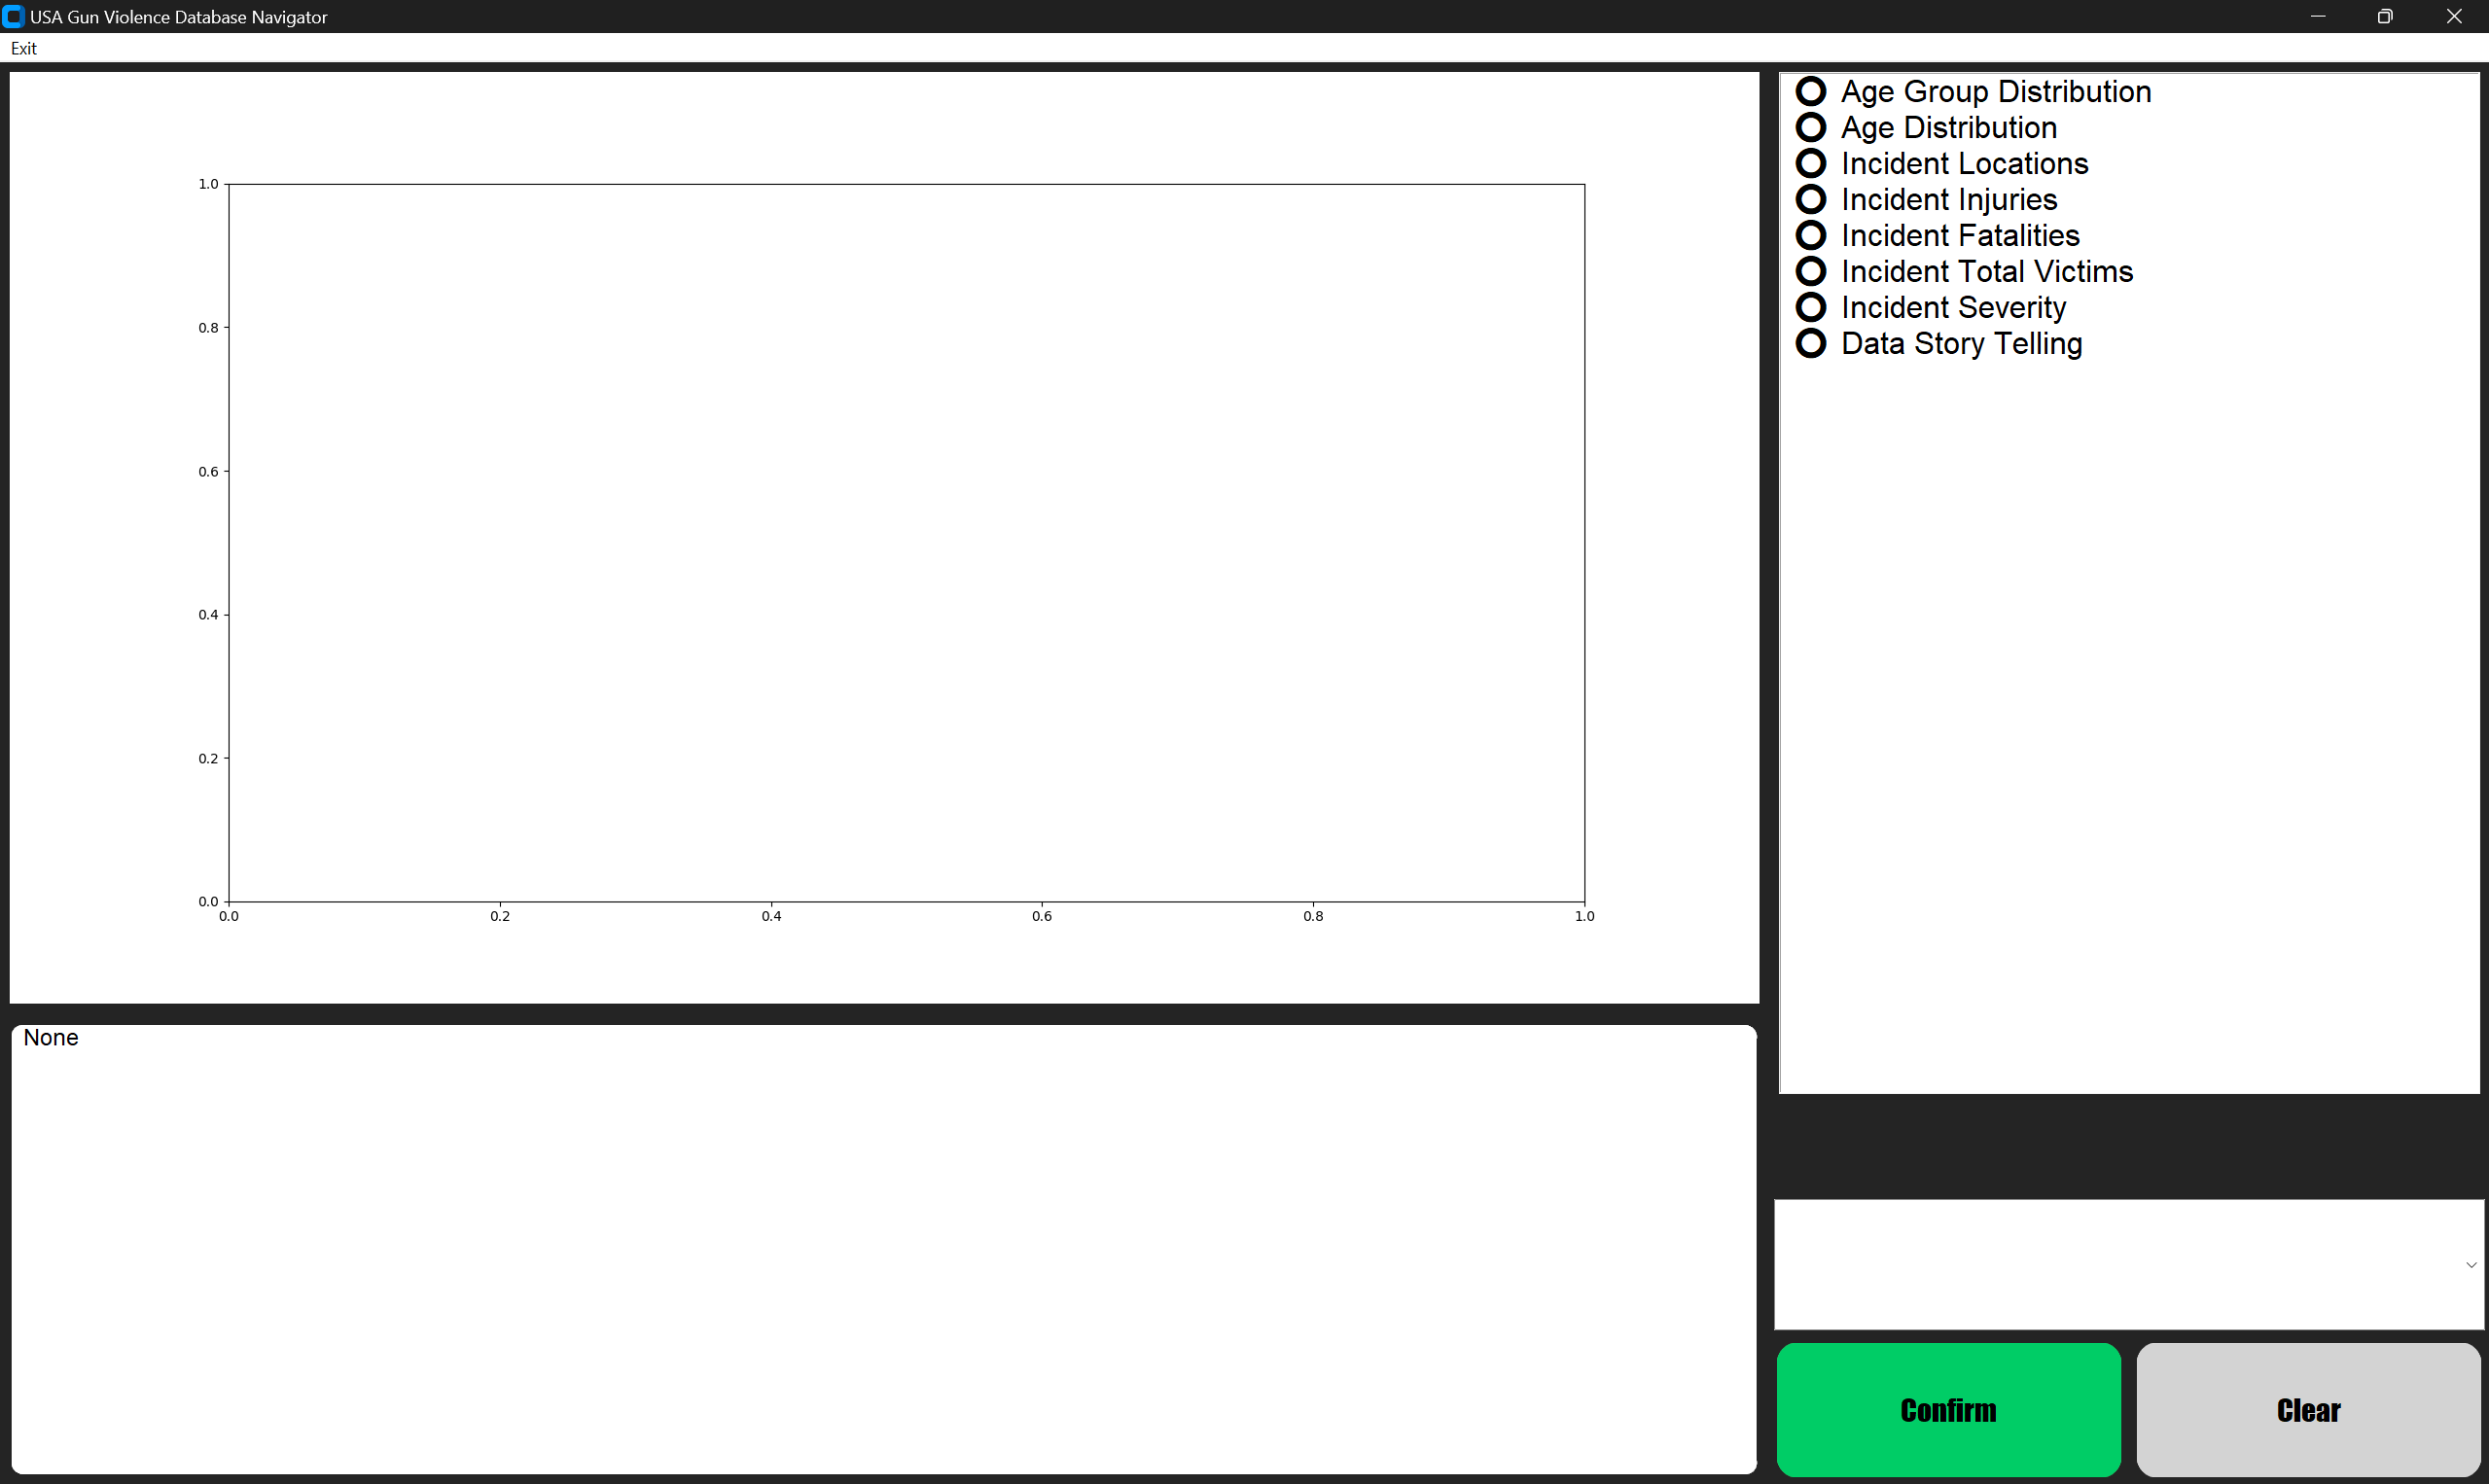 USA Gun Violence Database Navigator
Exit
1.0
0.8
0.6
0.4
0.2
0.0
0.0 0.2 0.4 0.6 0.8 1.0
Age Group Distribution
Age Distribution
Incident Locations
Incident Injuries
Incident Fatalities
Incident Total Victims
Incident Severity
Data Story Telling
None
Confirm
Clear